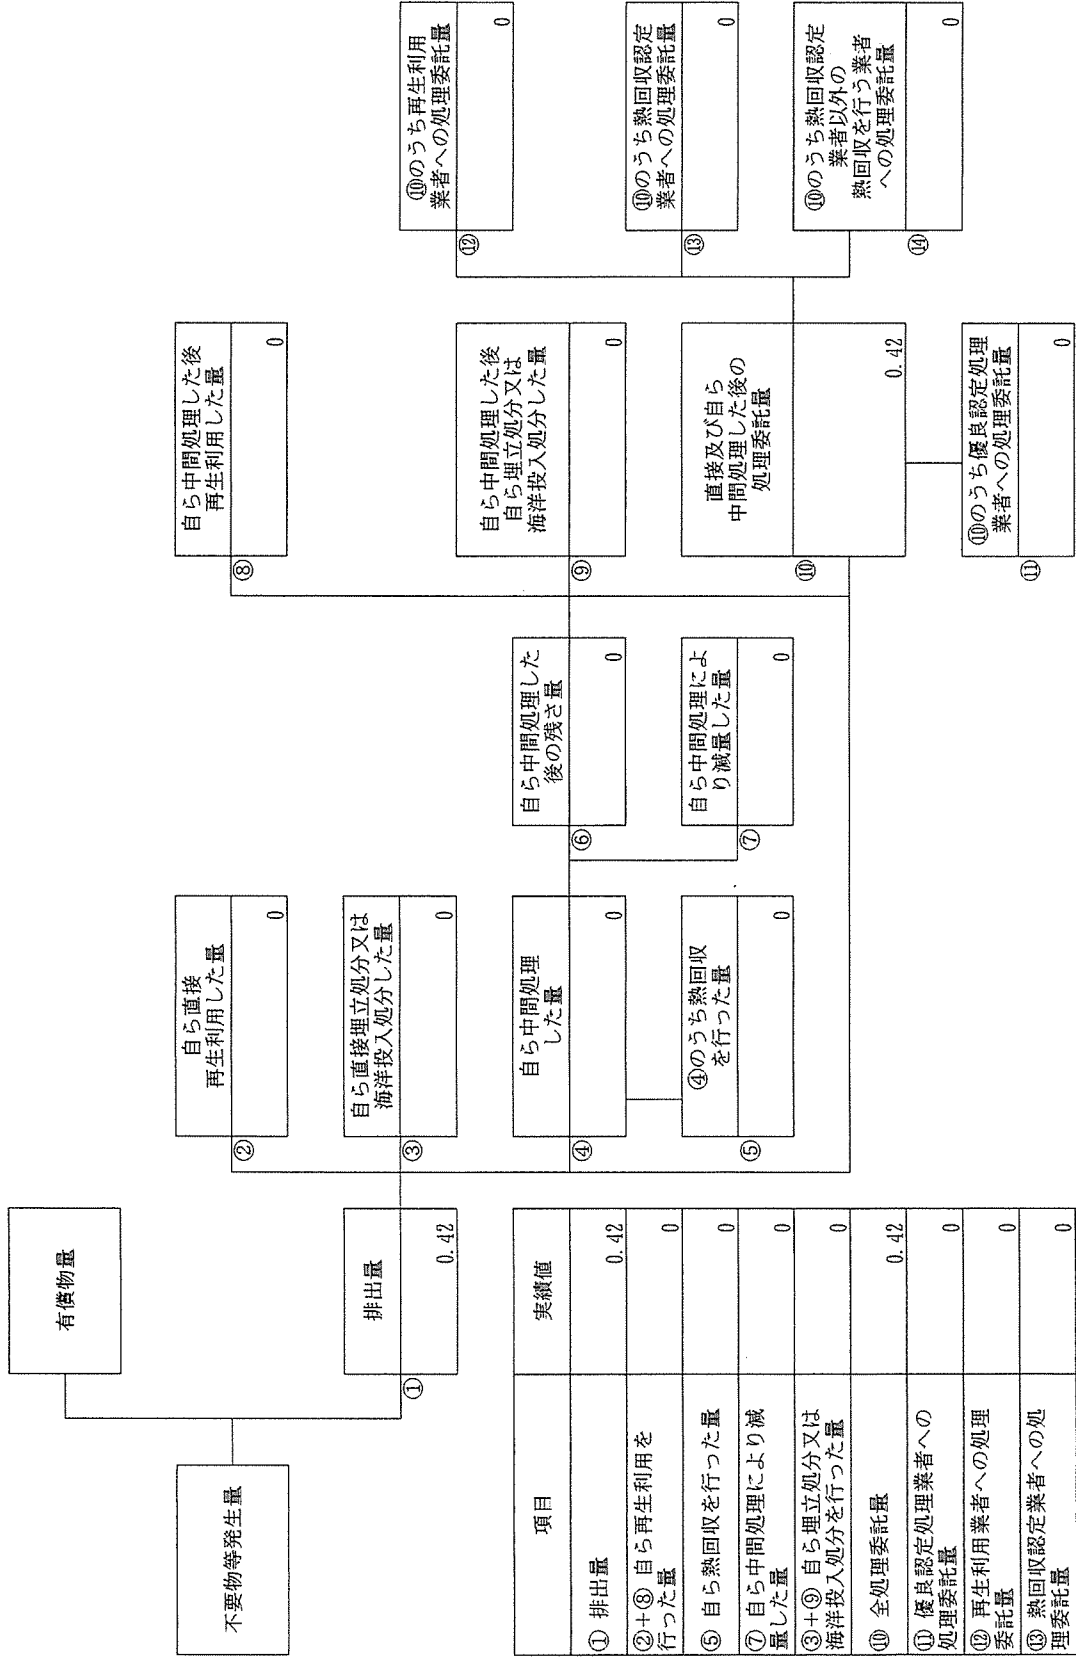 有償物量
不要物等発生量
排出量
①
0.42
自ら直接
再生利用した量
②
0
自ら直接埋立処分又は
海洋投入処分した量
③
0
自ら中間処理
した量
④
0
④のうち熱回収
を行った量
⑤
0
自ら中間処理した
後の残さ量
⑥
0
自ら中間処理によ
り減量した量
⑦
0
自ら中間処理した後
再生利用した量
⑧
0
自ら中間処理した後
自ら埋立処分又は
海洋投入処分した量
⑨
0
直接及び自ら
中間処理した後の
処理委託量
⑩
0.42
⑩のうち優良認定処理
業者への処理委託量
⑪
0
⑩のうち再生利用
業者への処理委託量
⑫
0
⑩のうち熱回収認定
業者への処理委託量
⑬
0
⑩のうち熱回収認定
業者以外の
熱回収を行う業者
への処理委託量
⑭
0
項目 実績値
① 排出量 0.42
②+⑧ 自ら再生利用を
行った量 0
⑤ 自ら熱回収を行った量 0
⑦ 自ら中間処理により減
量した量 0
③+⑨ 自ら埋立処分又は
海洋投入処分を行った量 0
⑩ 全処理委託量 0.42
⑪ 優良認定処理業者への
処理委託量 0
⑫ 再生利用業者への処理
委託量 0
⑬ 熱回収認定業者への処
理委託量 0